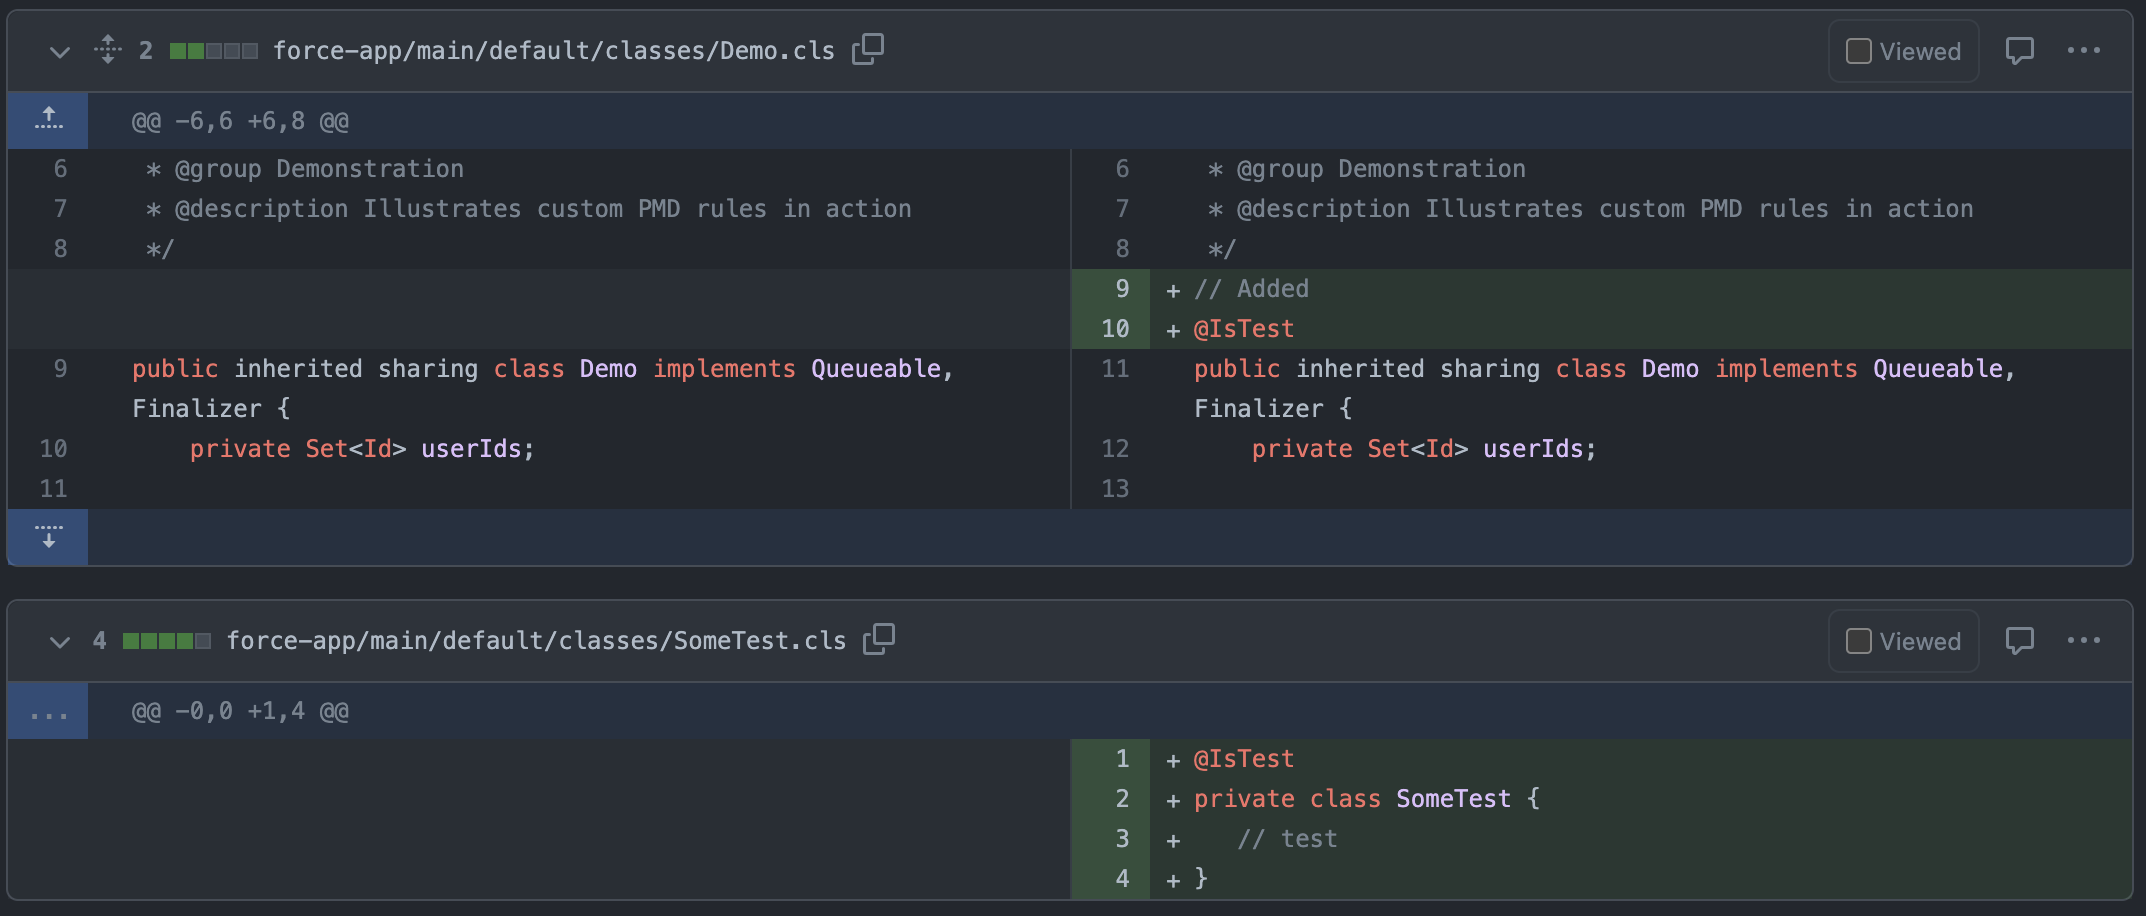 2 force-app/main/default/classes/Demo.cls Viewed
@@ -6,6 +6,8 @@
6 * @group Demonstration
7 * @description Illustrates custom PMD rules in action
8 */
9 public inherited sharing class Demo implements Queueable,
Finalizer {
10 private Set<Id> userIds;
11
6 * @group Demonstration
7 * @description Illustrates custom PMD rules in action
8 */
9 + // Added
10 + @IsTest
11 public inherited sharing class Demo implements Queueable,
Finalizer {
12 private Set<Id> userIds;
13
4 force-app/main/default/classes/SomeTest.cls Viewed
... @@ -0,0 +1,4 @@
1 + @IsTest
2 + private class SomeTest {
3 + // test
4 + }